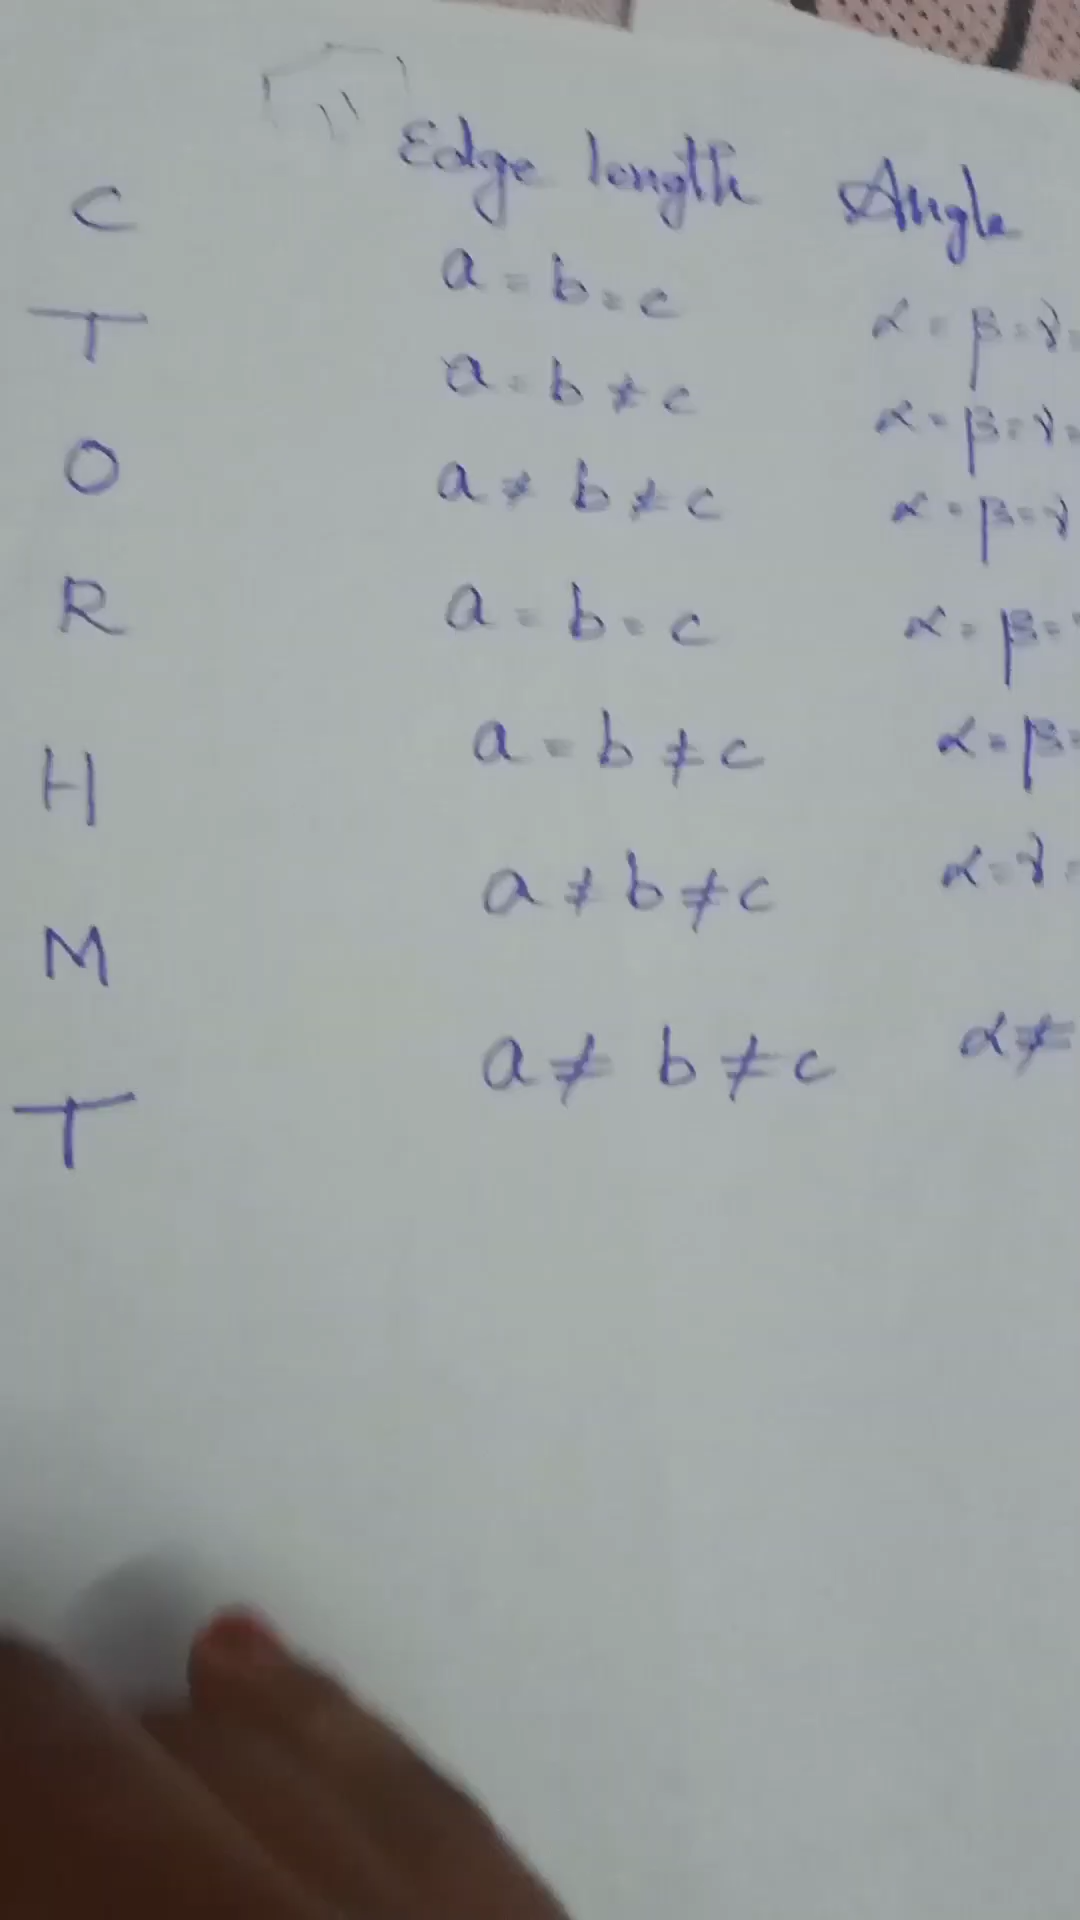 Edge length Angle
C a = b = c α = β = γ =
T a = b ≠ c α = β = γ =
O a ≠ b ≠ c α = β = γ
R a = b = c α = β =
H a = b ≠ c α = β =
M a ≠ b ≠ c α = γ =
T a ≠ b ≠ c α ≠